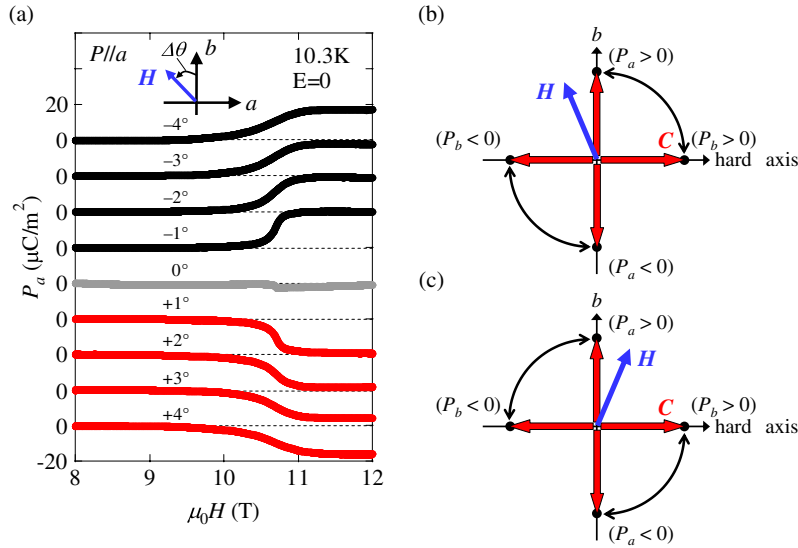 (a)
P//a
Δθ
b
H
a
10.3K
E=0
20
0
–4°
0
–3°
0
–2°
0
–1°
0
0°
0
+1°
0
+2°
0
+3°
0
+4°
-20
8
9
10
11
12
P_a (μC/m²)
μ₀H (T)
(b)
b
(P_a > 0)
H
(P_b < 0)
(P_b > 0)
C
hard axis
(P_a < 0)
(c)
b
(P_a > 0)
H
(P_b < 0)
(P_b > 0)
C
hard axis
(P_a < 0)